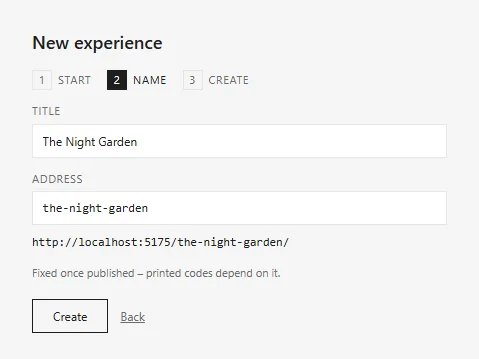 New experience
1 START 2 NAME 3 CREATE
TITLE
The Night Garden
ADDRESS
the-night-garden
http://localhost:5175/the-night-garden/
Fixed once published – printed codes depend on it.
Create Back